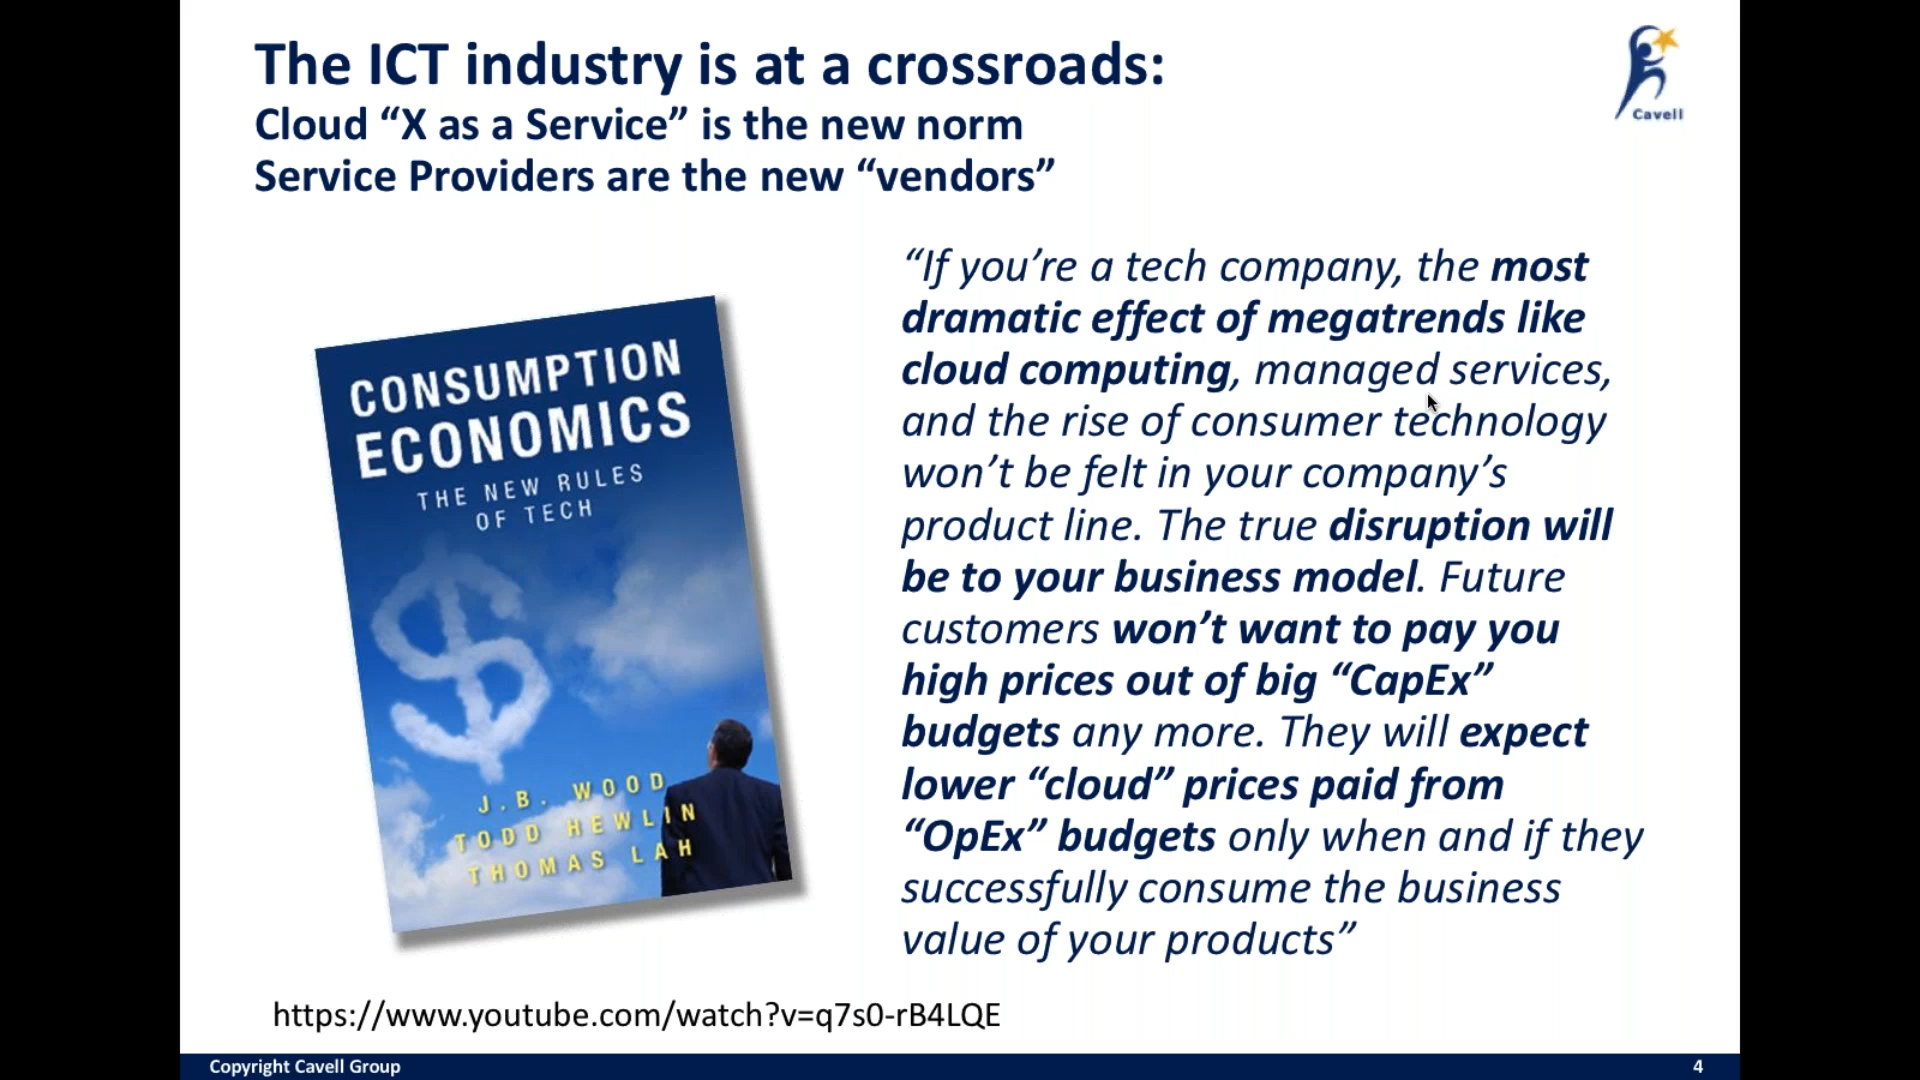 The ICT industry is at a crossroads:
Cloud “X as a Service” is the new norm
Service Providers are the new “vendors”
Cavell
CONSUMPTION
ECONOMICS
THE NEW RULES
OF TECH
J.B. WOOD
TODD HEWLIN
THOMAS LAH
“If you’re a tech company, the most
dramatic effect of megatrends like
cloud computing, managed services,
and the rise of consumer technology
won’t be felt in your company’s
product line. The true disruption will
be to your business model. Future
customers won’t want to pay you
high prices out of big “CapEx”
budgets any more. They will expect
lower “cloud” prices paid from
“OpEx” budgets only when and if they
successfully consume the business
value of your products”
https://www.youtube.com/watch?v=q7s0-rB4LQE
Copyright Cavell Group
4